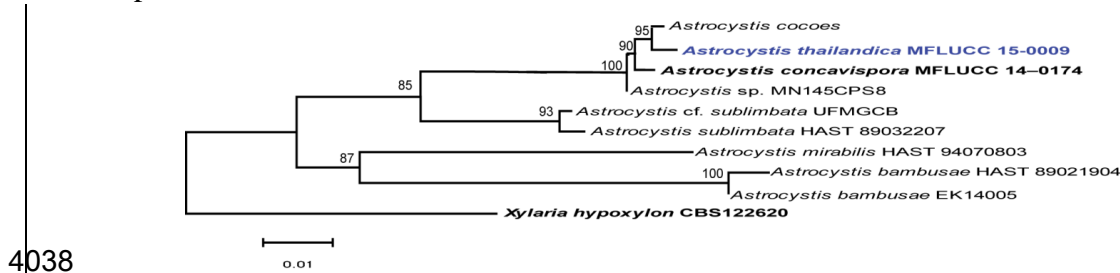 95
Astrocystis cocoes
90
Astrocystis thailandica MFLUCC 15-0009
100
Astrocystis concavispora MFLUCC 14–0174
Astrocystis sp. MN145CPS8
85
93
Astrocystis cf. sublimbata UFMGCB
Astrocystis sublimbata HAST 89032207
87
Astrocystis mirabilis HAST 94070803
100
Astrocystis bambusae HAST 89021904
Astrocystis bambusae EK14005
Xylaria hypoxylon CBS122620
0.01
4038